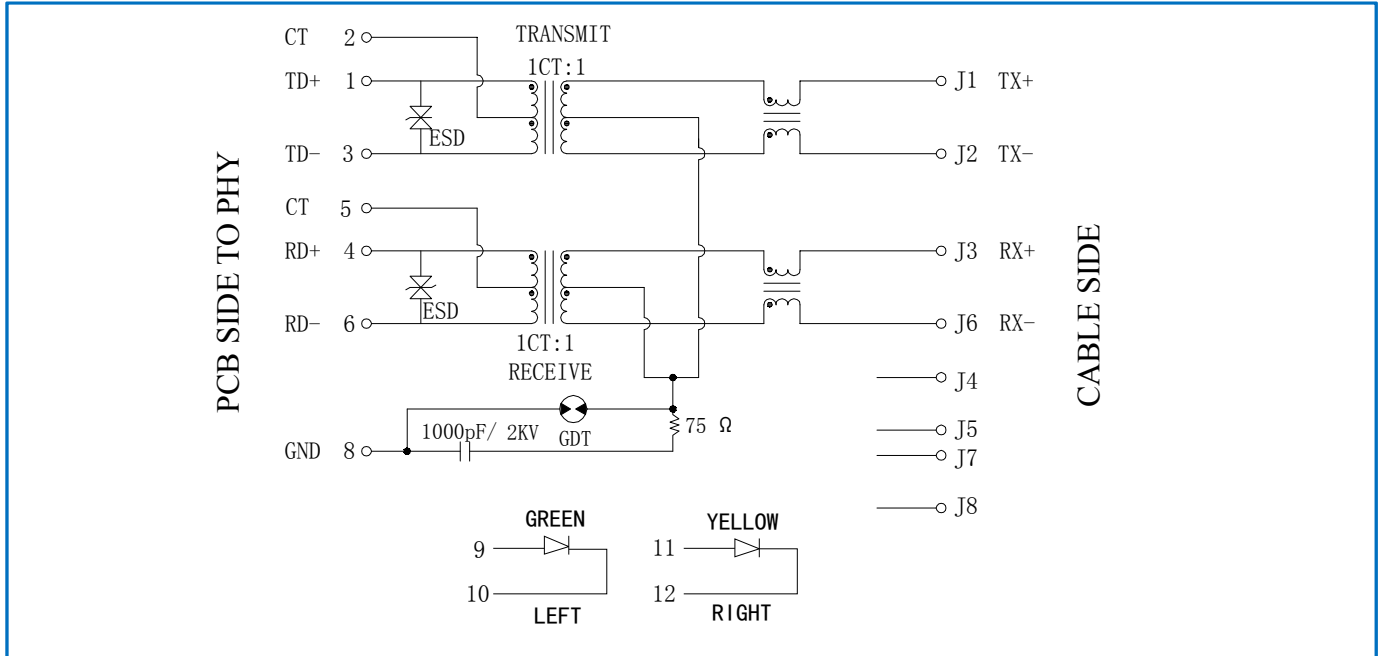 CT 2 TRANSMIT
1CT:1
TD+ 1 J1 TX+
ESD
TD- 3 J2 TX-
CT 5
RD+ 4 J3 RX+
ESD
RD- 6 J6 RX-
1CT:1
RECEIVE
J4
75 Ω
GDT
1000pF/ 2KV
J5
GND 8 J7
J8
GREEN YELLOW
9 11
10 12
LEFT RIGHT
PCB SIDE TO PHY
CABLE SIDE